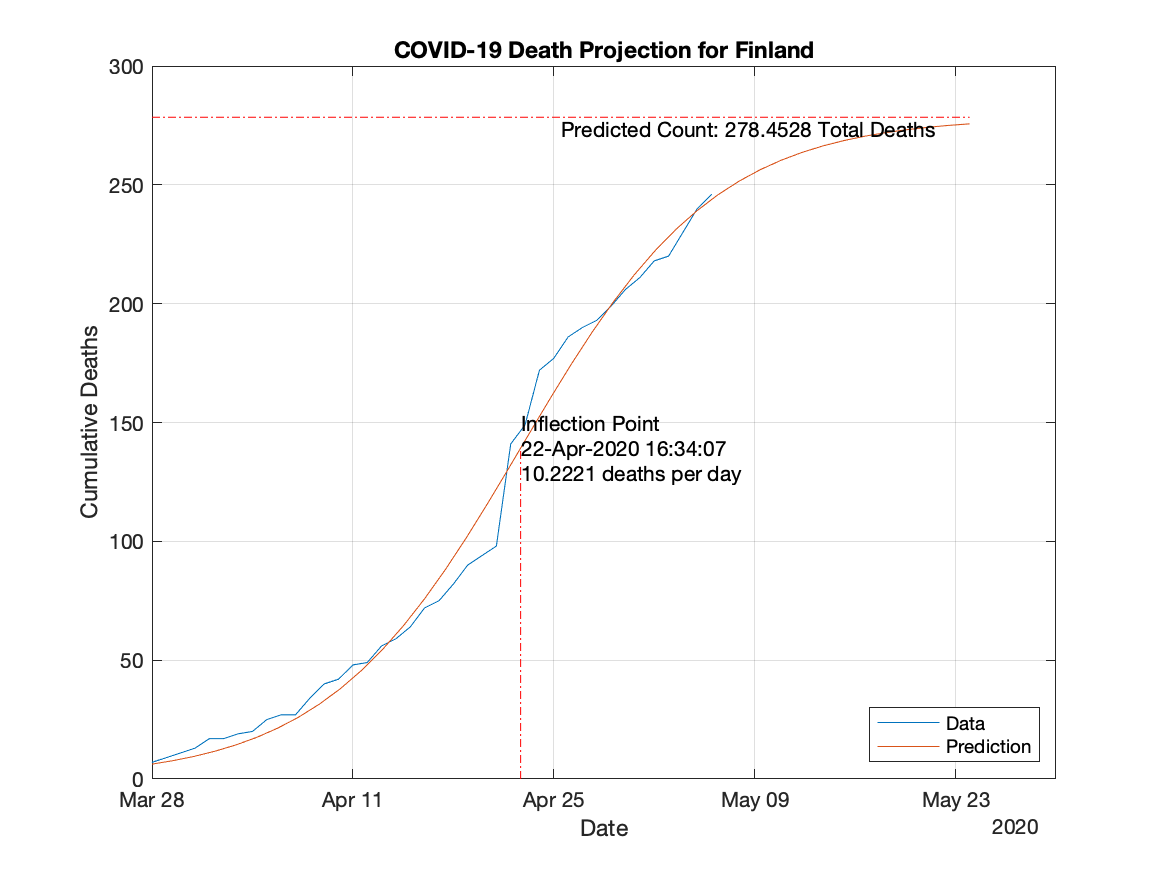 COVID-19 Death Projection for Finland
300
250
200
150
100
50
0
Cumulative Deaths
Predicted Count: 278.4528 Total Deaths
Inflection Point
22-Apr-2020 16:34:07
10.2221 deaths per day
Data
Prediction
Mar 28
Apr 11
Apr 25
May 09
May 23
Date
2020